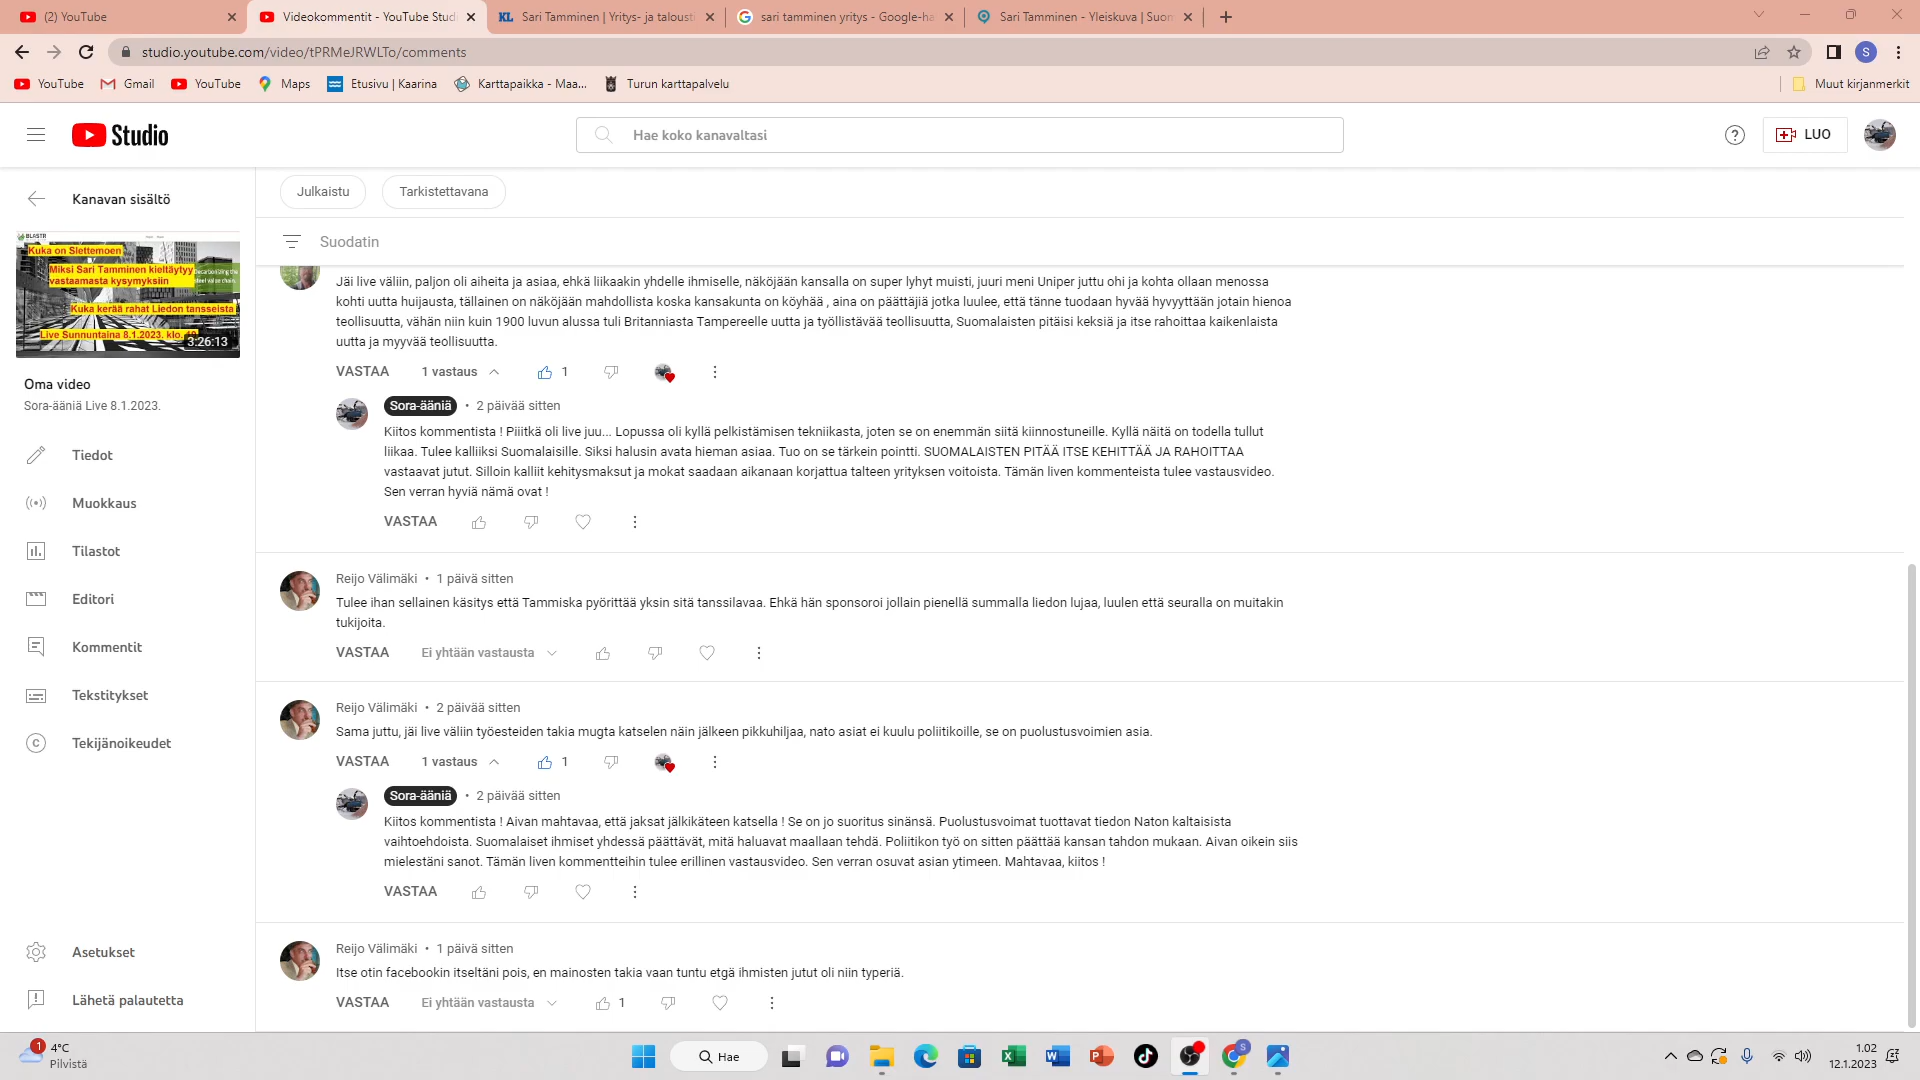 (2) YouTube
Videokommentit - YouTube Studi
Sari Tamminen | Yritys- ja talousti
sari tamminen yritys - Google-ha
Sari Tamminen - Yleiskuva | Suom
studio.youtube.com/video/tPRMeJRWLTo/comments
S
YouTube
Gmail
YouTube
Maps
Etusivu | Kaarina
Karttapaikka - Maa...
Turun karttapalvelu
Muut kirjanmerkit
Studio
Hae koko kanavaltasi
LUO
Kanavan sisältö
BLASTR
Kuka on Slettemoen
Miksi Sari Tamminen kieltäytyy
vastaamasta kysymyksiin
Kuka kerää rahat Liedon tansseista
Live Sunnuntaina 8.1.2023. klo.
3:26:13
Oma video
Sora-ääniä Live 8.1.2023.
Tiedot
Muokkaus
Tilastot
Editori
Kommentit
Tekstitykset
Tekijänoikeudet
Asetukset
Lähetä palautetta
Julkaistu
Tarkistettavana
Suodatin
Jäi live väliin, paljon oli aiheita ja asiaa, ehkä liikaakin yhdelle ihmiselle, näköjään kansalla on super lyhyt muisti, juuri meni Uniper juttu ohi ja kohta ollaan menossa
kohti uutta huijausta, tällainen on näköjään mahdollista koska kansakunta on köyhää , aina on päättäjiä jotka luulee, että tänne tuodaan hyvää hyvyyttään jotain hienoa
teollisuutta, vähän niin kuin 1900 luvun alussa tuli Britanniasta Tampereelle uutta ja työllistävää teollisuutta, Suomalaisten pitäisi keksiä ja itse rahoittaa kaikenlaista
uutta ja myyvää teollisuutta.
VASTAA 1 vastaus 1
Sora-ääniä • 2 päivää sitten
Kiitos kommentista ! Piiitkä oli live juu... Lopussa oli kyllä pelkistämisen tekniikasta, joten se on enemmän siitä kiinnostuneille. Kyllä näitä on todella tullut
liikaa. Tulee kalliiksi Suomalaisille. Siksi halusin avata hieman asiaa. Tuo on se tärkein pointti. SUOMALAISTEN PITÄÄ ITSE KEHITTÄÄ JA RAHOITTAA
vastaavat jutut. Silloin kalliit kehitysmaksut ja mokat saadaan aikanaan korjattua talteen yrityksen voitoista. Tämän liven kommenteista tulee vastausvideo.
Sen verran hyviä nämä ovat !
VASTAA
Reijo Välimäki • 1 päivä sitten
Tulee ihan sellainen käsitys että Tammiska pyörittää yksin sitä tanssilavaa. Ehkä hän sponsoroi jollain pienellä summalla liedon lujaa, luulen että seuralla on muitakin
tukijoita.
VASTAA Ei yhtään vastausta
Reijo Välimäki • 2 päivää sitten
Sama juttu, jäi live väliin työesteiden takia mugta katselen näin jälkeen pikkuhiljaa, nato asiat ei kuulu poliitikoille, se on puolustusvoimien asia.
VASTAA 1 vastaus 1
Sora-ääniä • 2 päivää sitten
Kiitos kommentista ! Aivan mahtavaa, että jaksat jälkikäteen katsella ! Se on jo suoritus sinänsä. Puolustusvoimat tuottavat tiedon Naton kaltaisista
vaihtoehdoista. Suomalaiset ihmiset yhdessä päättävät, mitä haluavat maallaan tehdä. Poliitikon työ on sitten päättää kansan tahdon mukaan. Aivan oikein siis
mielestäni sanot. Tämän liven kommentteihin tulee erillinen vastausvideo. Sen verran osuvat asian ytimeen. Mahtavaa, kiitos !
VASTAA
Reijo Välimäki • 1 päivä sitten
Itse otin facebookin itseltäni pois, en mainosten takia vaan tuntu etgä ihmisten jutut oli niin typeriä.
VASTAA Ei yhtään vastausta 1
1
4°C
Pilvistä
Hae
1.02
12.1.2023